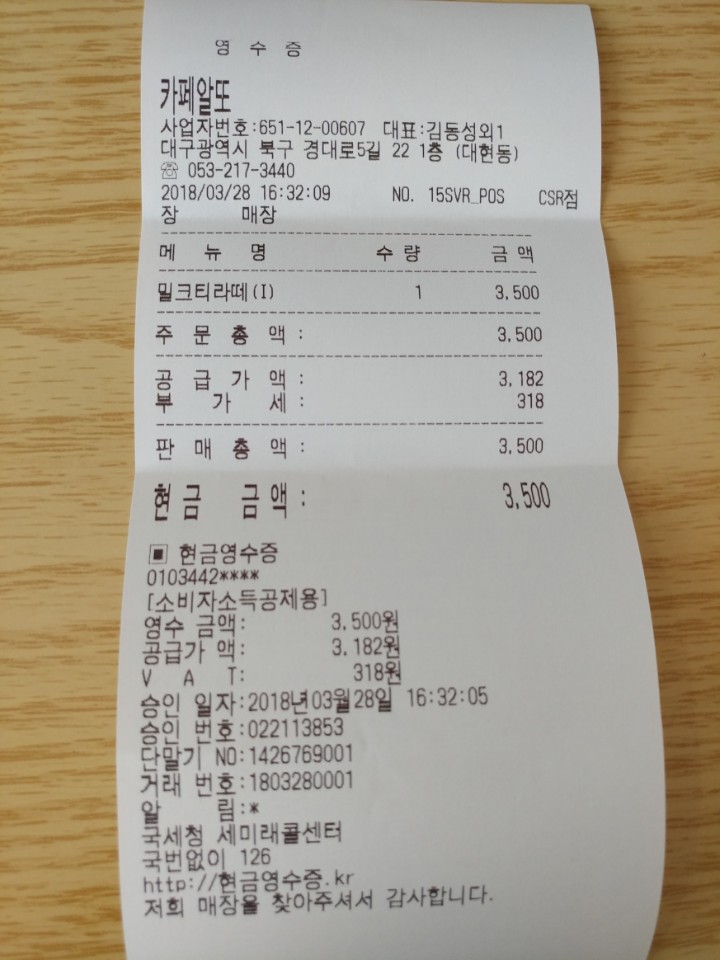 영 수 증
카페알또
사업자번호:651-12-00607 대표:김동성외1
대구광역시 북구 경대로5길 22 1층 (대현동)
☏ 053-217-3440
2018/03/28 16:32:09 NO. 15SVR_POS CSR점
장 매장
메 뉴 명 수 량 금 액
밀크티라떼(I) 1 3,500
주 문 총 액 : 3,500
공 급 가 액 : 3,182
부 가 세 : 318
판 매 총 액 : 3,500
현금 금액 : 3,500
▣ 현금영수증
0103442****
[소비자소득공제용]
영수 금액: 3,500원
공급가 액: 3,182원
V A T: 318원
승인 일자:2018년03월28일 16:32:05
승인 번호:022113853
단말기 NO:1426769001
거래 번호:1803280001
알 림:*
국세청 세미래콜센터
국번없이 126
http://현금영수증.kr
저희 매장을 찾아주셔서 감사합니다.